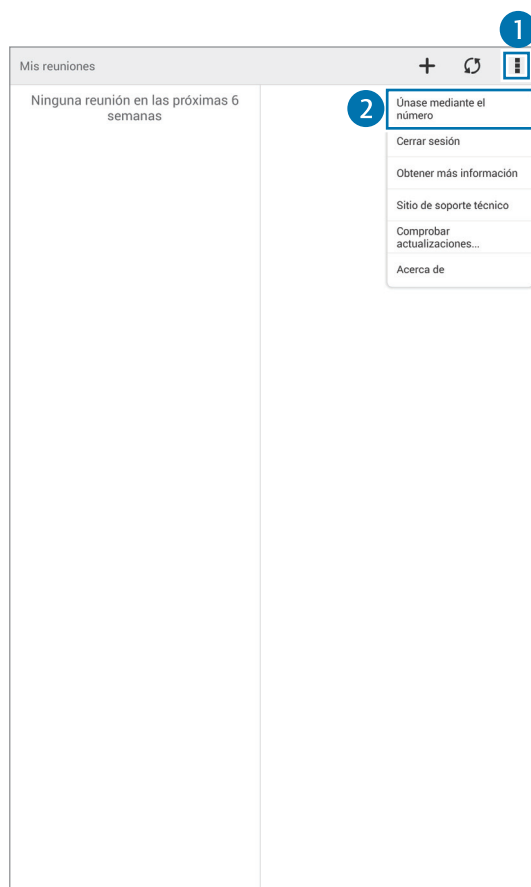 1
Mis reuniones
Ninguna reunión en las próximas 6
semanas
2
Únase mediante el
número
Cerrar sesión
Obtener más información
Sitio de soporte técnico
Comprobar
actualizaciones...
Acerca de